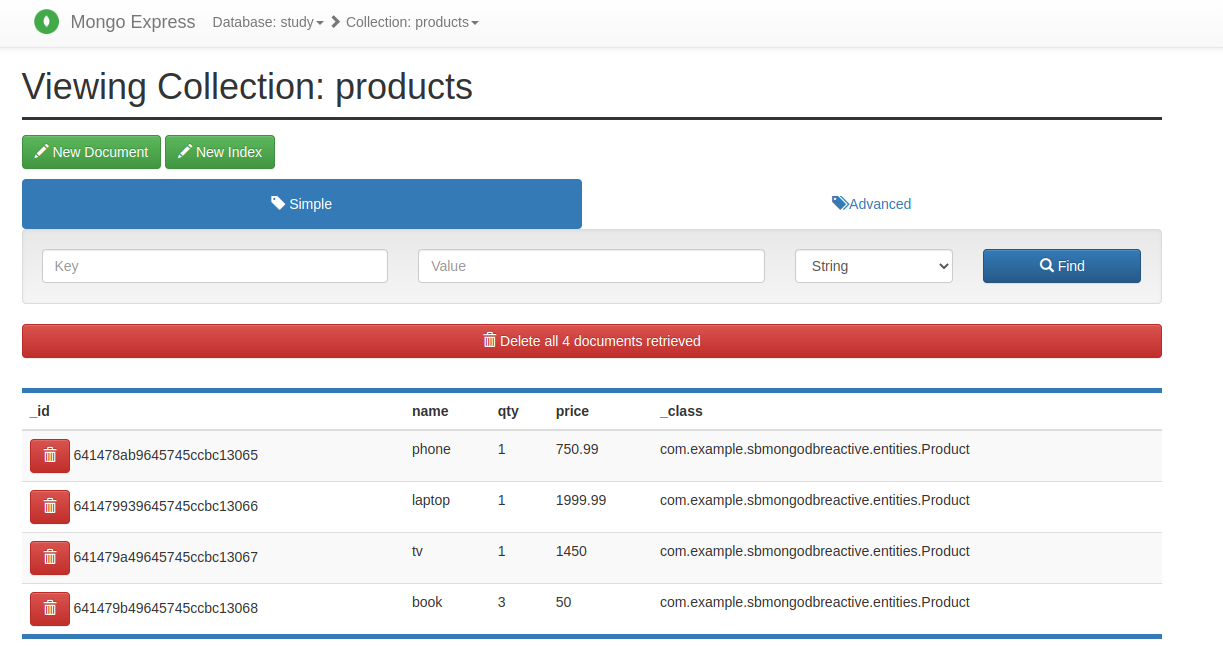 Mongo Express Database: study Collection: products
Viewing Collection: products
New Document New Index
Simple Advanced
Key Value String Find
Delete all 4 documents retrieved
_id name qty price _class
641478ab9645745ccbc13065 phone 1 750.99 com.example.sbmongodbreactive.entities.Product
641479939645745ccbc13066 laptop 1 1999.99 com.example.sbmongodbreactive.entities.Product
641479a49645745ccbc13067 tv 1 1450 com.example.sbmongodbreactive.entities.Product
641479b49645745ccbc13068 book 3 50 com.example.sbmongodbreactive.entities.Product